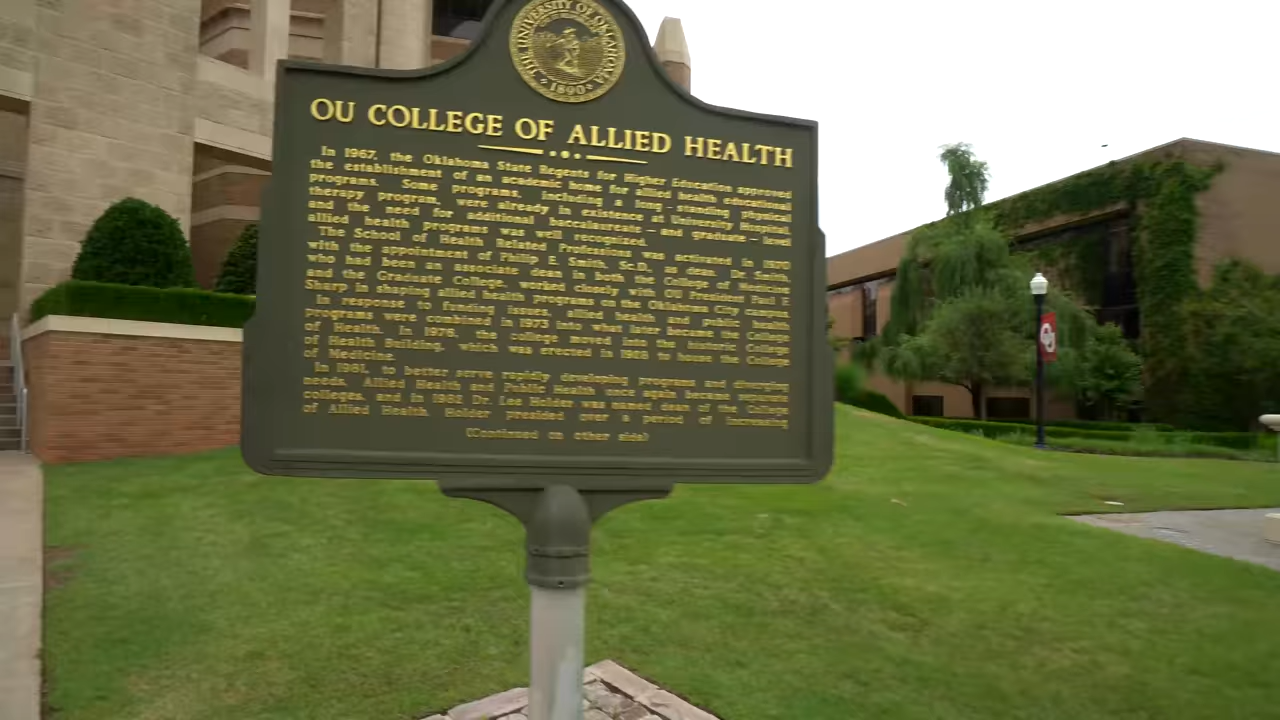 THE UNIVERSITY OF OKLAHOMA
1890
OU COLLEGE OF ALLIED HEALTH
In 1967, the Oklahoma State Regents for Higher Education approved
the establishment of an academic home for allied health educational
programs. Some programs, including a long-standing physical
therapy program, were already in existence at University Hospital,
and the need for additional baccalaureate – and graduate – level
allied health programs was well recognized.
The School of Health Related Professions was activated in 1970
with the appointment of Philip E. Smith, Sc.D., as dean. Dr. Smith,
who had been an associate dean in both the College of Medicine
and the Graduate College, worked closely with OU President Paul F.
Sharp in shaping allied health programs on the Oklahoma City campus.
In response to funding issues, allied health and public health
programs were combined in 1973 into what later became the College
of Health. In 1976, the college moved into the historic College
of Health Building, which was erected in 1928 to house the College
of Medicine.
In 1981, to better serve rapidly developing programs and diverging
needs, Allied Health and Public Health once again became separate
colleges, and in 1982 Dr. Lee Holder was named dean of the College
of Allied Health. Holder presided over a period of increasing
(Continued on other side)
OU